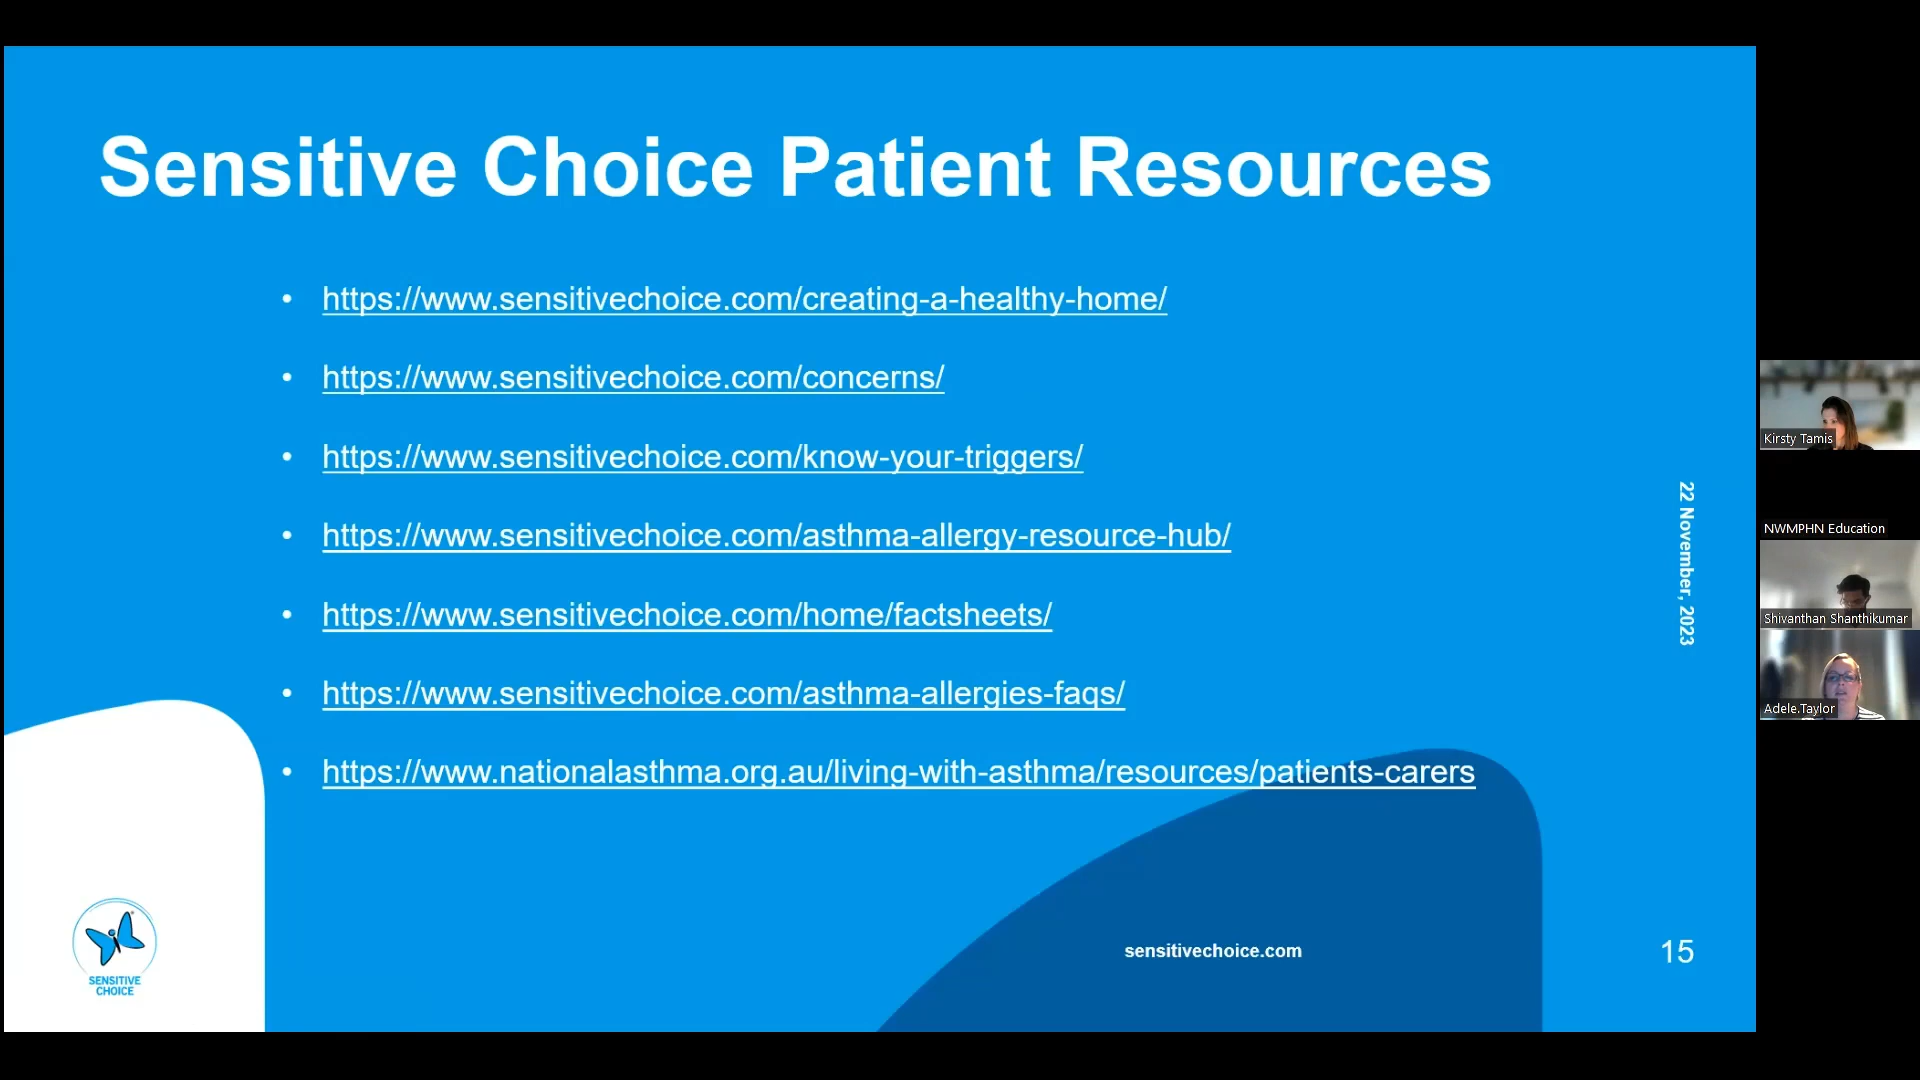 Sensitive Choice Patient Resources
• https://www.sensitivechoice.com/creating-a-healthy-home/
• https://www.sensitivechoice.com/concerns/
• https://www.sensitivechoice.com/know-your-triggers/
• https://www.sensitivechoice.com/asthma-allergy-resource-hub/
• https://www.sensitivechoice.com/home/factsheets/
• https://www.sensitivechoice.com/asthma-allergies-faqs/
• https://www.nationalasthma.org.au/living-with-asthma/resources/patients-carers
22 November, 2023
SENSITIVE
CHOICE
sensitivechoice.com
15
Kirsty Tamis
NWMPHN Education
Shivanthan Shanthikumar
Adele.Taylor